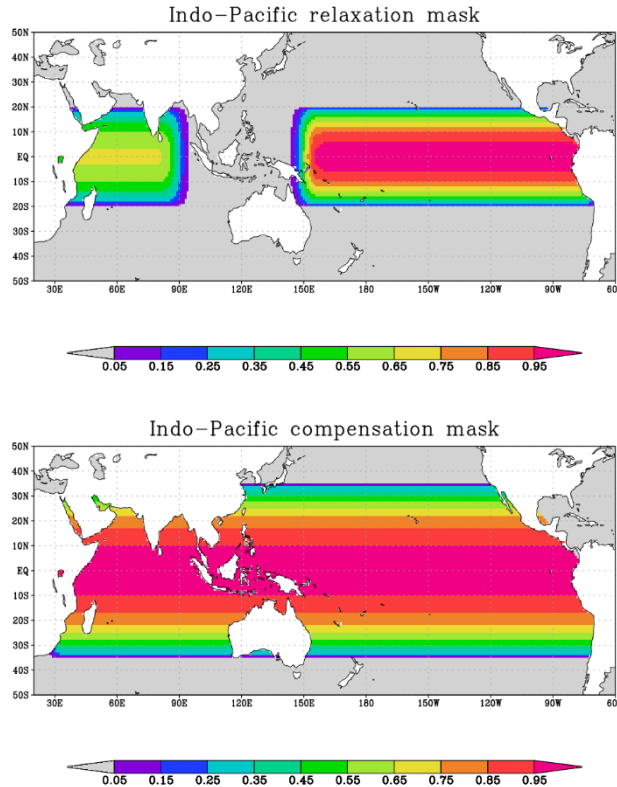 Indo-Pacific relaxation mask
50N
40N
30N
20N
10N
EQ
10S
20S
30S
40S
50S
30E 60E 90E 120E 150E 180 150W 120W 90W 60
0.05 0.15 0.25 0.35 0.45 0.55 0.65 0.75 0.85 0.95
Indo-Pacific compensation mask
50N
40N
30N
20N
10N
EQ
10S
20S
30S
40S
50S
30E 60E 90E 120E 150E 180 150W 120W 90W 60
0.05 0.15 0.25 0.35 0.45 0.55 0.65 0.75 0.85 0.95